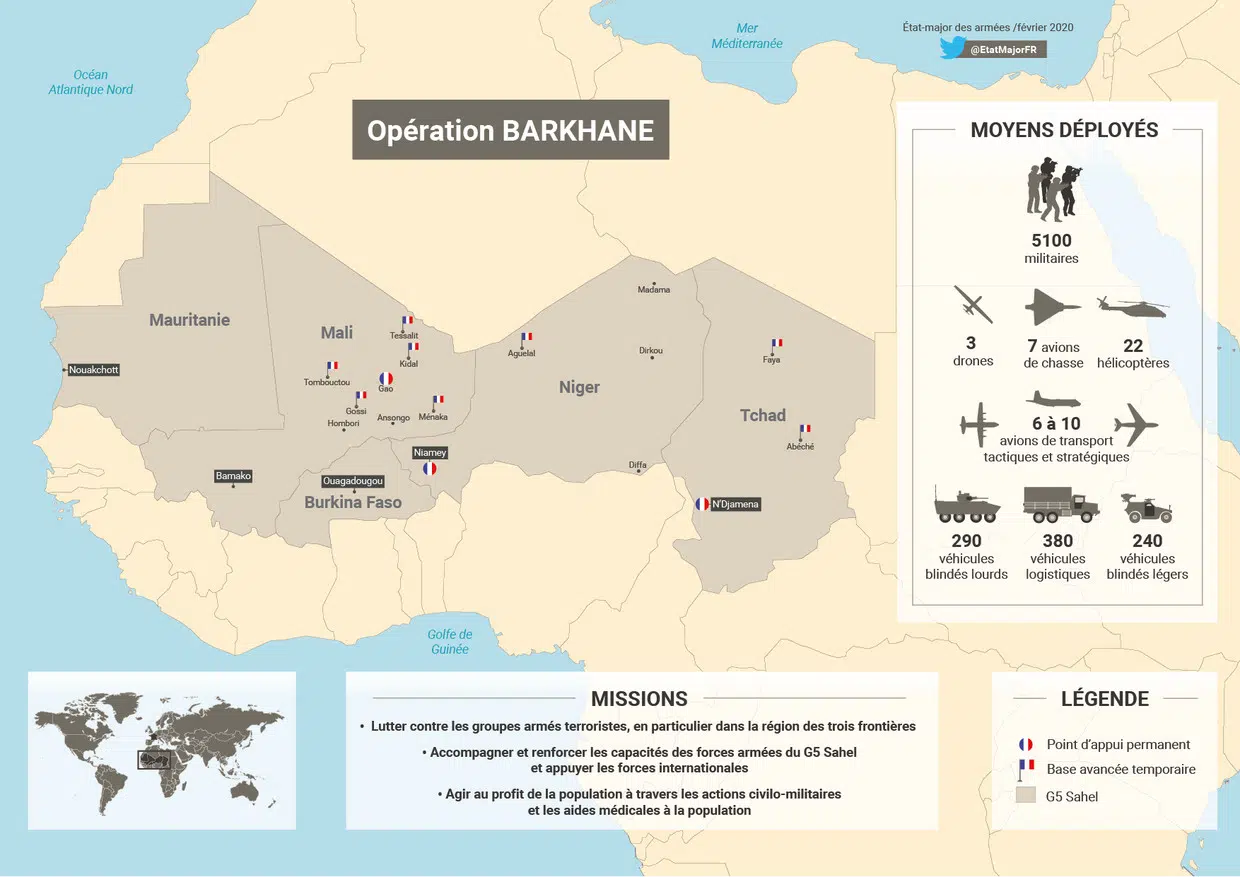 État-major des armées /février 2020
@EtatMajorFR
Mer
Méditerranée
Océan
Atlantique Nord
Opération BARKHANE
Mauritanie
Nouakchott
Mali
Tessalit
Kidal
Tombouctou
Gao
Gossi
Hombori
Ansongo
Ménaka
Bamako
Niamey
Ouagadougou
Burkina Faso
Madama
Aguelal
Dirkou
Niger
Diffa
Faya
Tchad
Abéché
N'Djamena
Golfe de
Guinée
MOYENS DÉPLOYÉS
5100
militaires
3
drones
7 avions
de chasse
22
hélicoptères
6 à 10
avions de transport
tactiques et stratégiques
290
véhicules
blindés lourds
380
véhicules
logistiques
240
véhicules
blindés légers
MISSIONS
• Lutter contre les groupes armés terroristes, en particulier dans la région des trois frontières
• Accompagner et renforcer les capacités des forces armées du G5 Sahel
et appuyer les forces internationales
• Agir au profit de la population à travers les actions civilo-militaires
et les aides médicales à la population
LÉGENDE
Point d'appui permanent
Base avancée temporaire
G5 Sahel